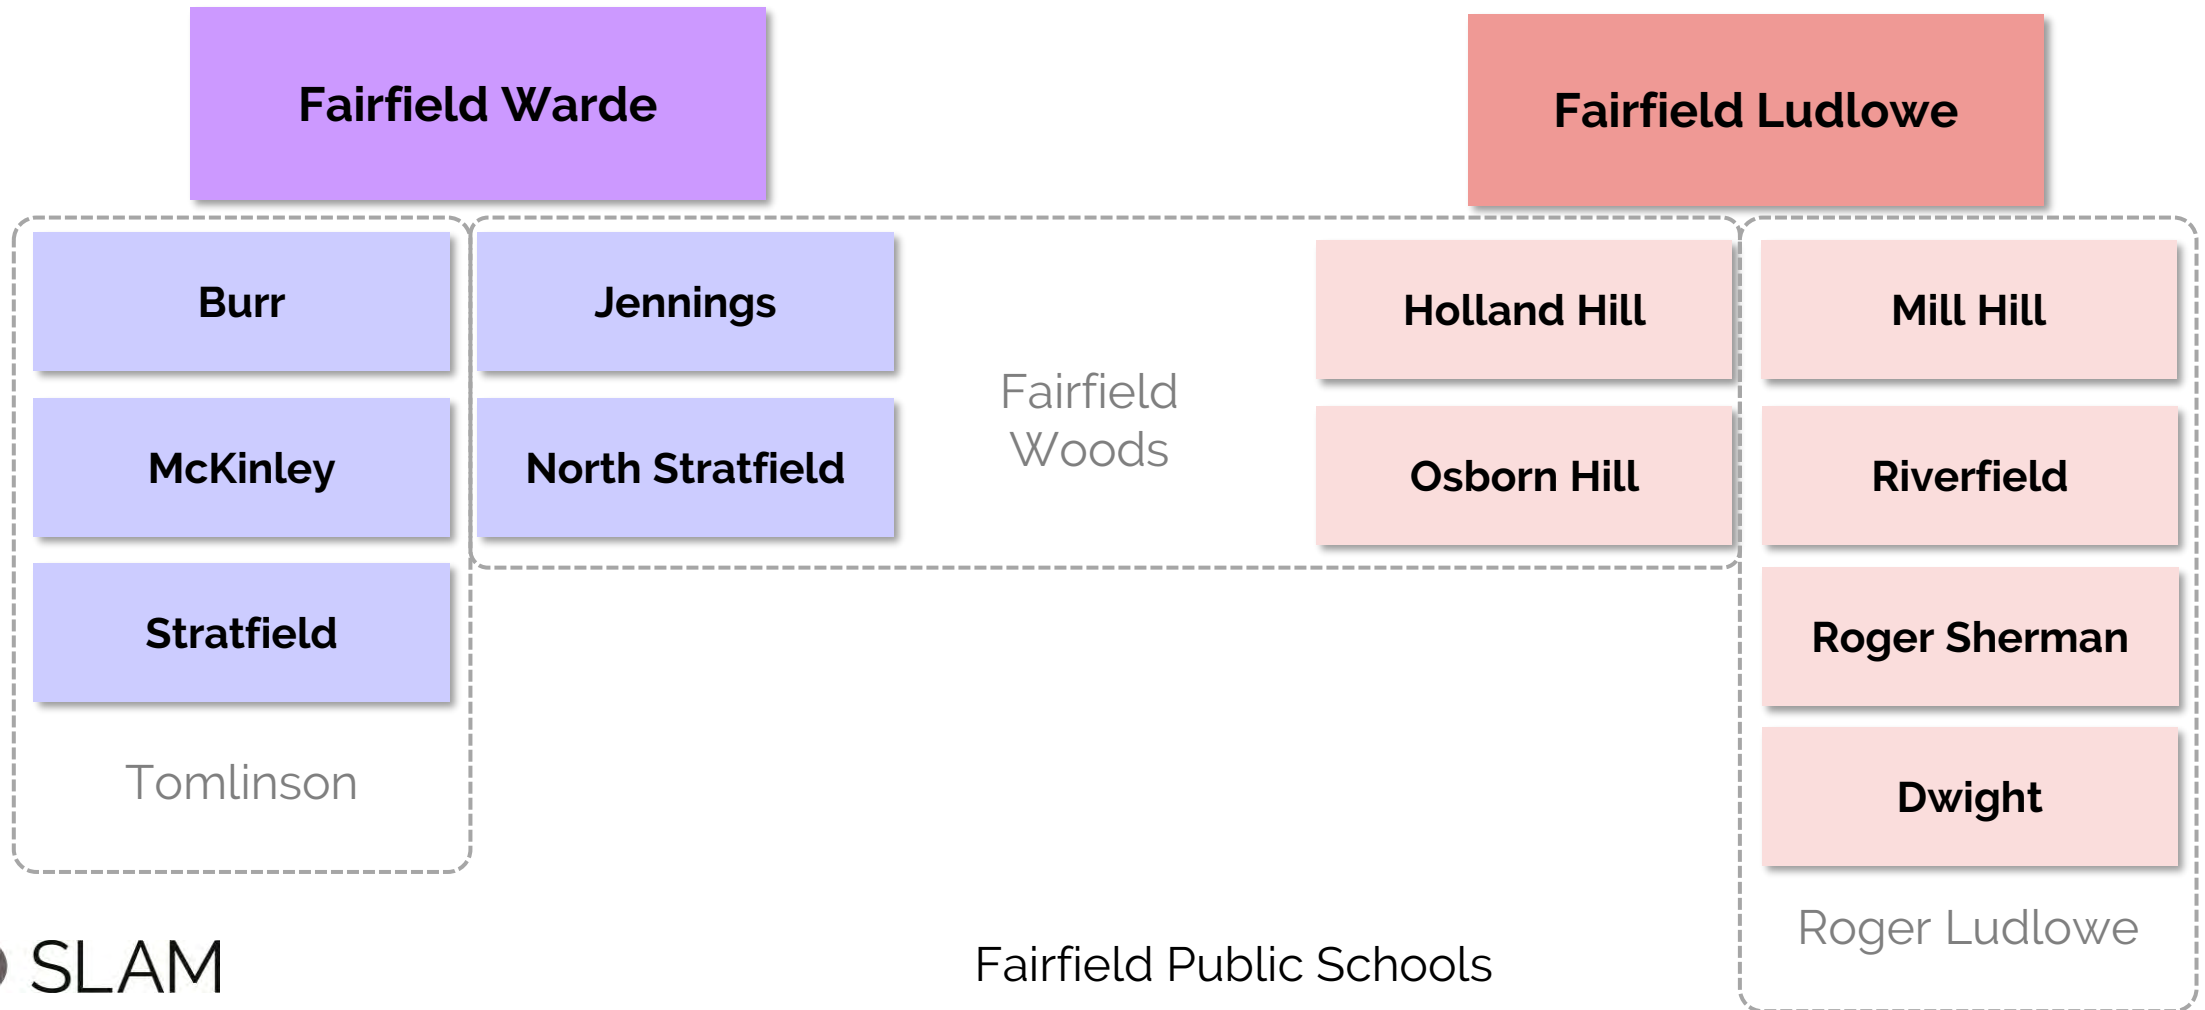 Fairfield Warde
Fairfield Ludlowe
Burr
McKinley
Stratfield
Tomlinson
Jennings
North Stratfield
Fairfield
Woods
Holland Hill
Osborn Hill
Mill Hill
Riverfield
Roger Sherman
Dwight
Roger Ludlowe
SLAM
Fairfield Public Schools